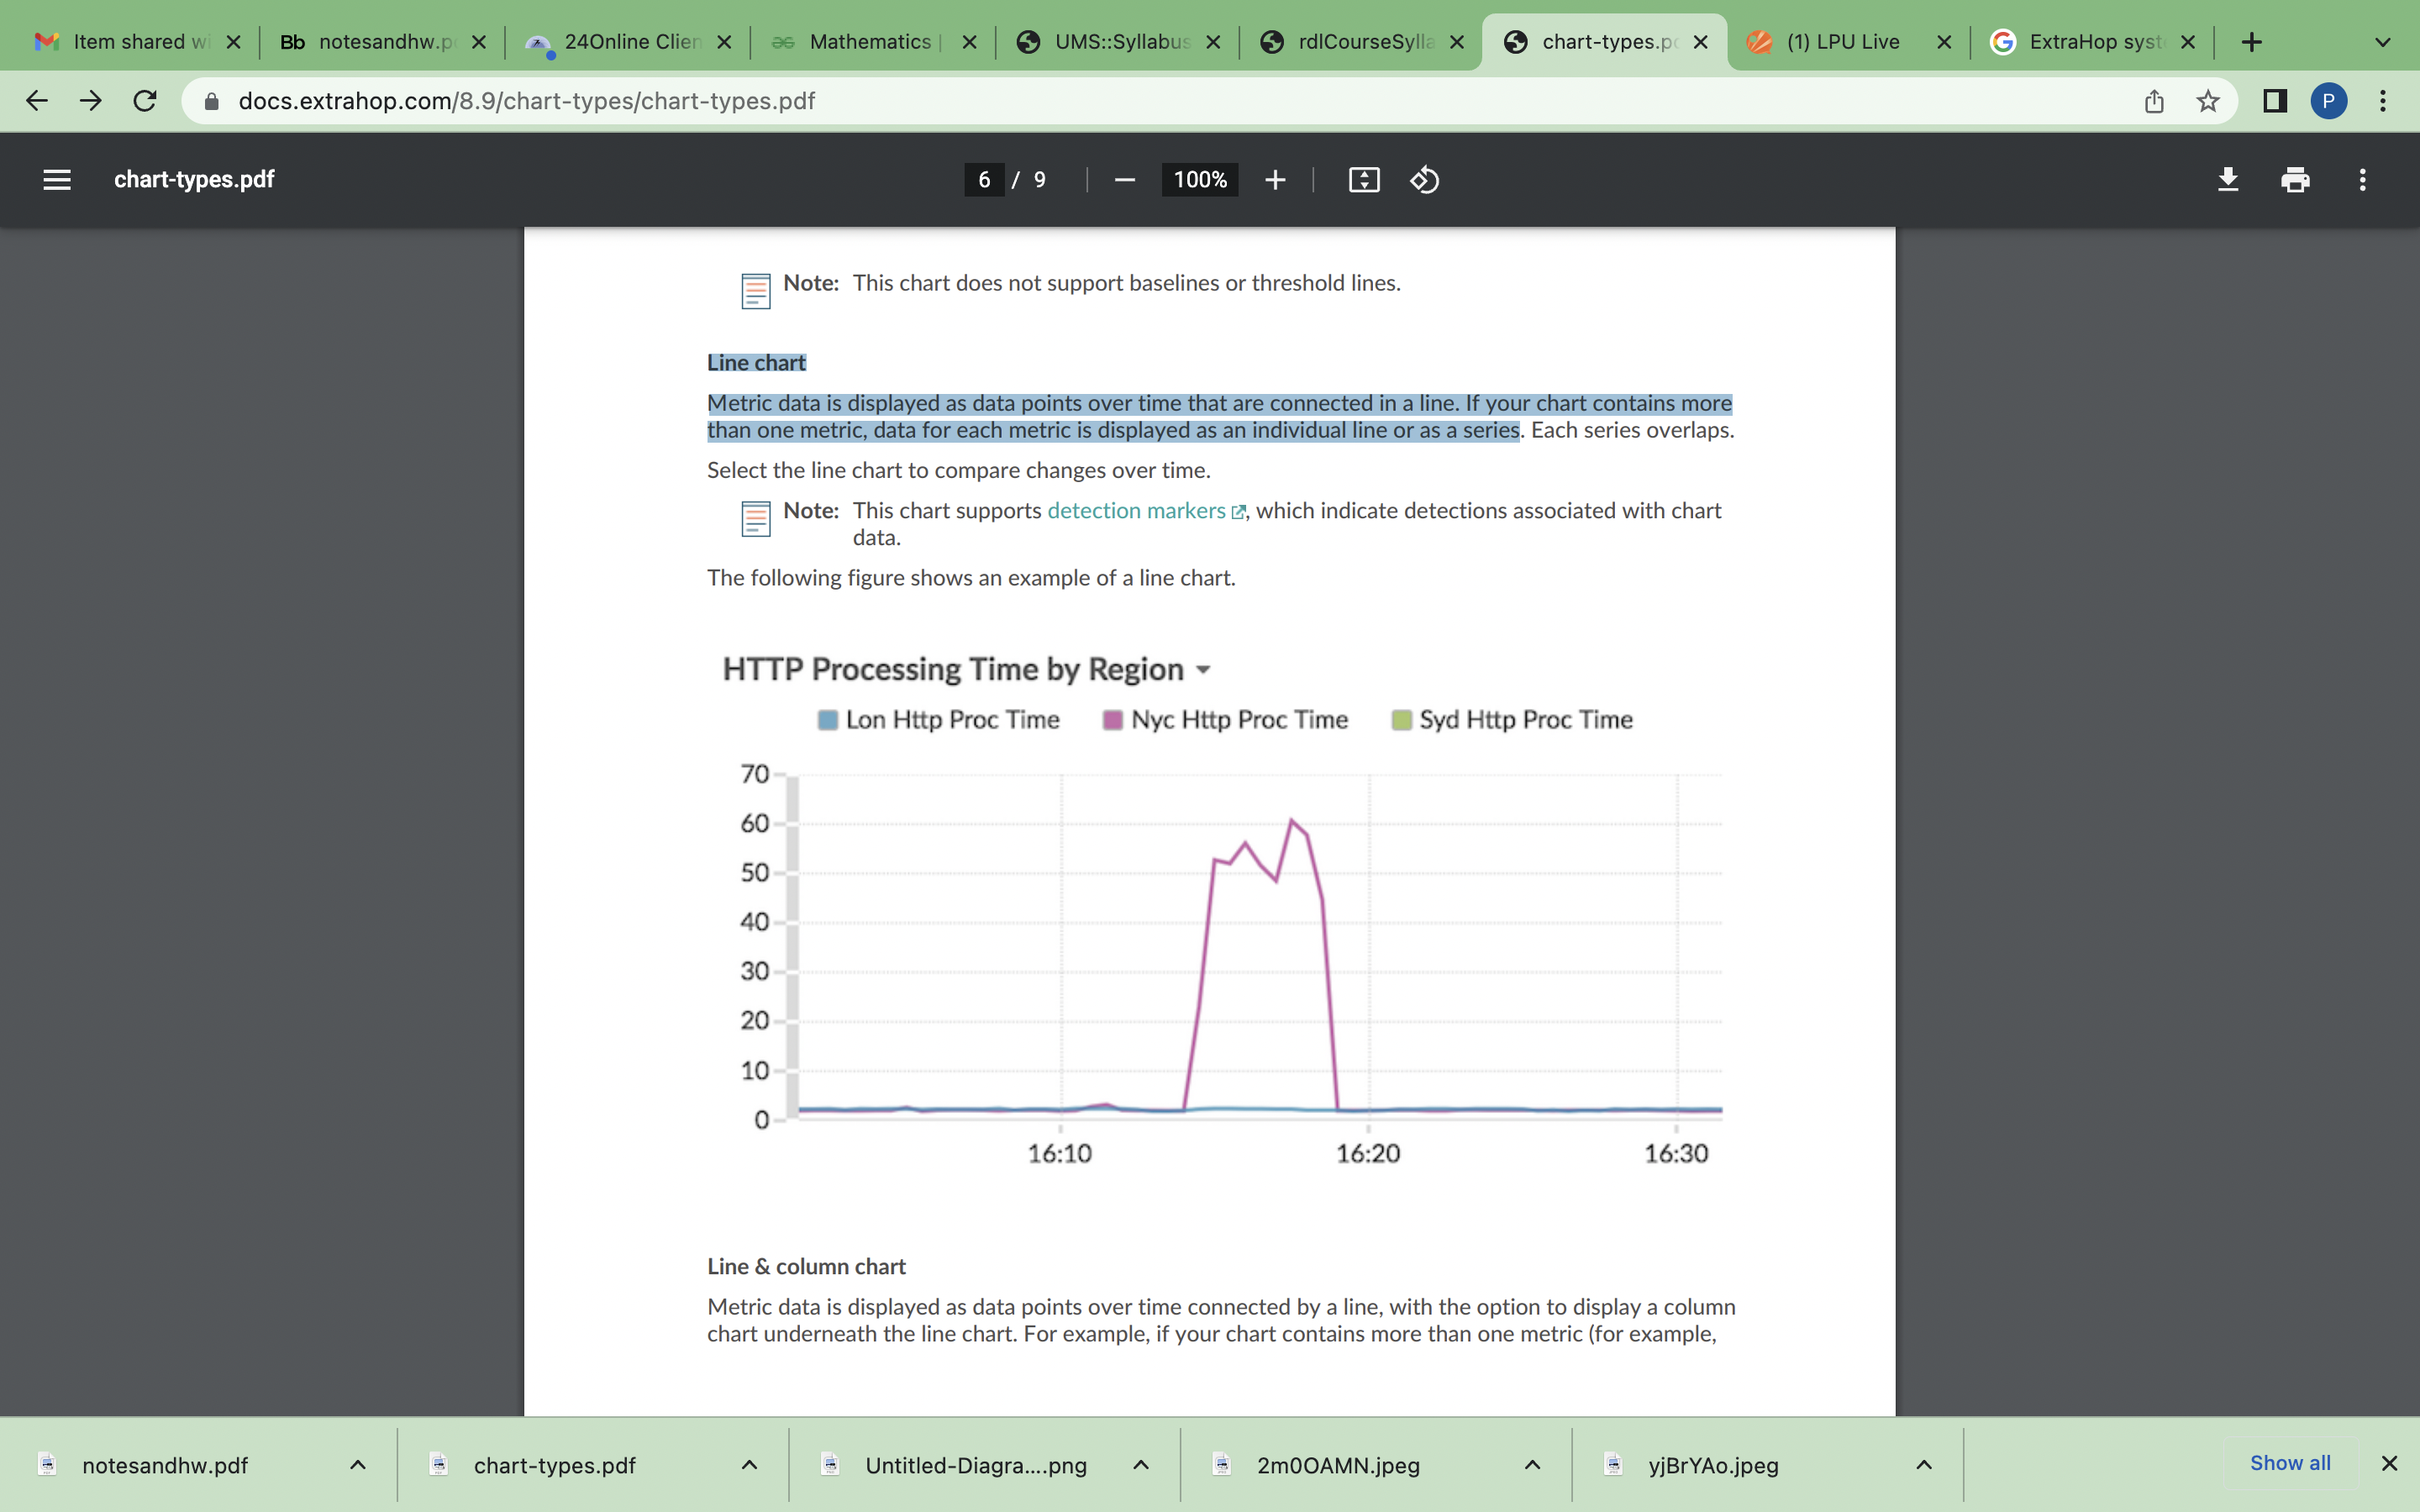 Item shared wi
Bb notesandhw.p
24Online Clien
Mathematics |
UMS::Syllabus
rdlCourseSylla
chart-types.pd
(1) LPU Live
ExtraHop syst
docs.extrahop.com/8.9/chart-types/chart-types.pdf
P
chart-types.pdf
6 / 9
100%
Note: This chart does not support baselines or threshold lines.
Line chart
Metric data is displayed as data points over time that are connected in a line. If your chart contains more
than one metric, data for each metric is displayed as an individual line or as a series. Each series overlaps.
Select the line chart to compare changes over time.
Note: This chart supports detection markers, which indicate detections associated with chart
data.
The following figure shows an example of a line chart.
HTTP Processing Time by Region
Lon Http Proc Time Nyc Http Proc Time Syd Http Proc Time
70
60
50
40
30
20
10
0
16:10 16:20 16:30
Line & column chart
Metric data is displayed as data points over time connected by a line, with the option to display a column
chart underneath the line chart. For example, if your chart contains more than one metric (for example,
notesandhw.pdf
chart-types.pdf
Untitled-Diagra....png
2m0OAMN.jpeg
yjBrYAo.jpeg
Show all